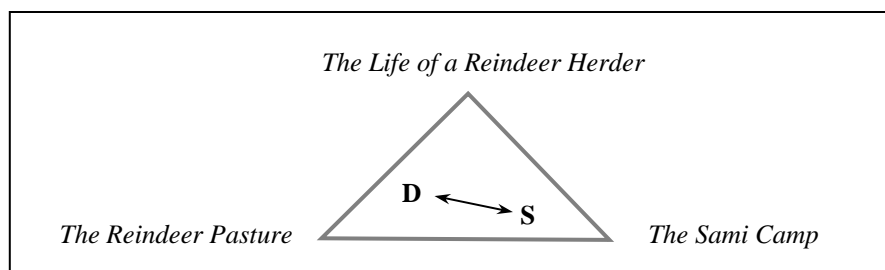 The Life of a Reindeer Herder
D
S
The Reindeer Pasture
The Sami Camp